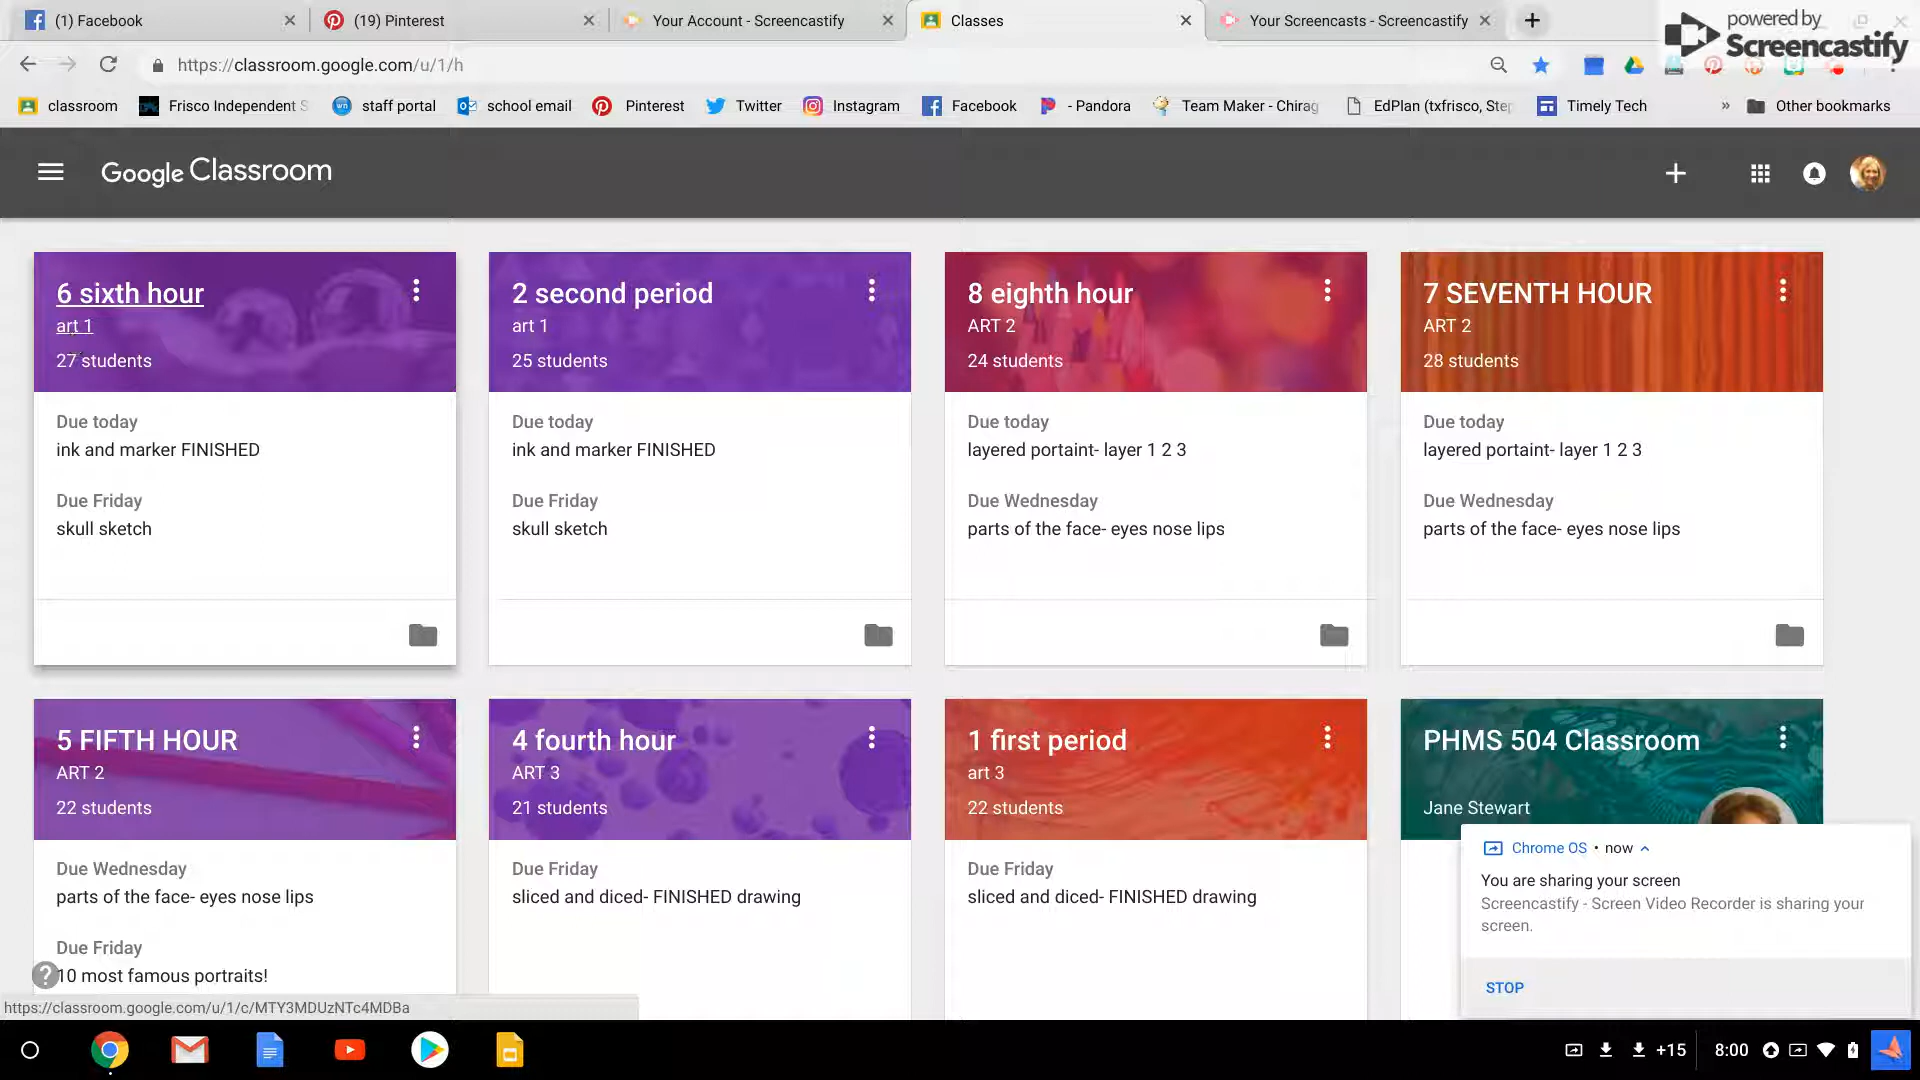 (1) Facebook
(19) Pinterest
Your Account - Screencastify
Classes
Your Screencasts - Screencastify
powered by
Screencastify
https://classroom.google.com/u/1/h
classroom
Frisco Independent S
staff portal
school email
Pinterest
Twitter
Instagram
Facebook
- Pandora
Team Maker - Chirag
EdPlan (txfrisco, Step
Timely Tech
» Other bookmarks
Google Classroom
6 sixth hour
art 1
27 students
Due today
ink and marker FINISHED
Due Friday
skull sketch
2 second period
art 1
25 students
Due today
ink and marker FINISHED
Due Friday
skull sketch
8 eighth hour
ART 2
24 students
Due today
layered portaint- layer 1 2 3
Due Wednesday
parts of the face- eyes nose lips
7 SEVENTH HOUR
ART 2
28 students
Due today
layered portaint- layer 1 2 3
Due Wednesday
parts of the face- eyes nose lips
5 FIFTH HOUR
ART 2
22 students
Due Wednesday
parts of the face- eyes nose lips
Due Friday
10 most famous portraits!
4 fourth hour
ART 3
21 students
Due Friday
sliced and diced- FINISHED drawing
1 first period
art 3
22 students
Due Friday
sliced and diced- FINISHED drawing
PHMS 504 Classroom
Jane Stewart
Chrome OS • now
You are sharing your screen
Screencastify - Screen Video Recorder is sharing your
screen.
STOP
https://classroom.google.com/u/1/c/MTY3MDUzNTc4MDBa
+15
8:00